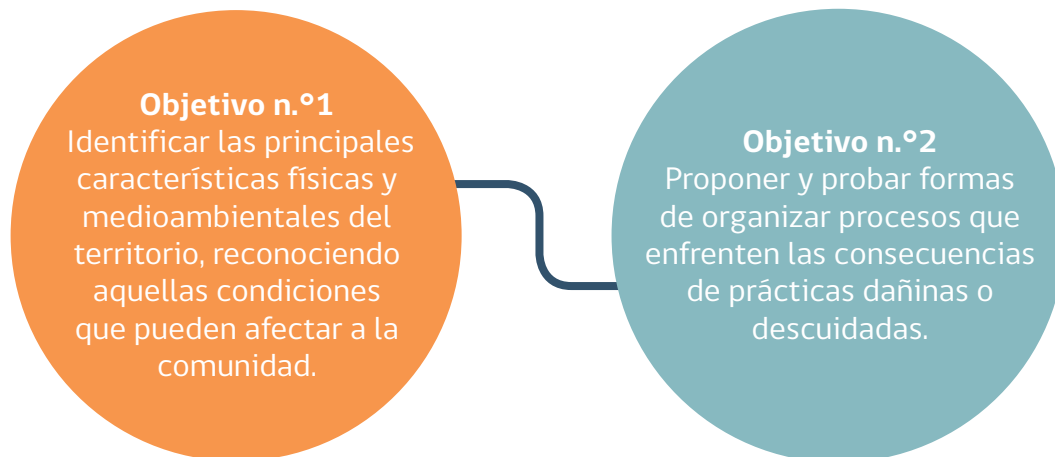 Objetivo n.°1
Identificar las principales
características físicas y
medioambientales del
territorio, reconociendo
aquellas condiciones
que pueden afectar a la
comunidad.
Objetivo n.°2
Proponer y probar formas
de organizar procesos que
enfrenten las consecuencias
de prácticas dañinas o
descuidadas.